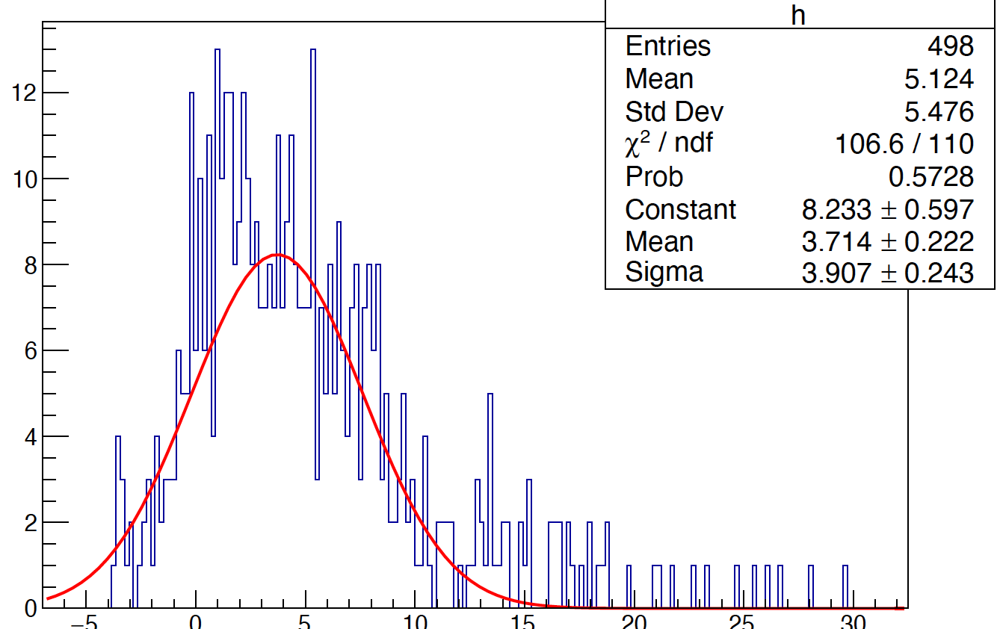 h
Entries 498
Mean 5.124
Std Dev 5.476
χ² / ndf 106.6 / 110
Prob 0.5728
Constant 8.233 ± 0.597
Mean 3.714 ± 0.222
Sigma 3.907 ± 0.243
12
10
8
6
4
2
0
−5 0 5 10 15 20 25 30